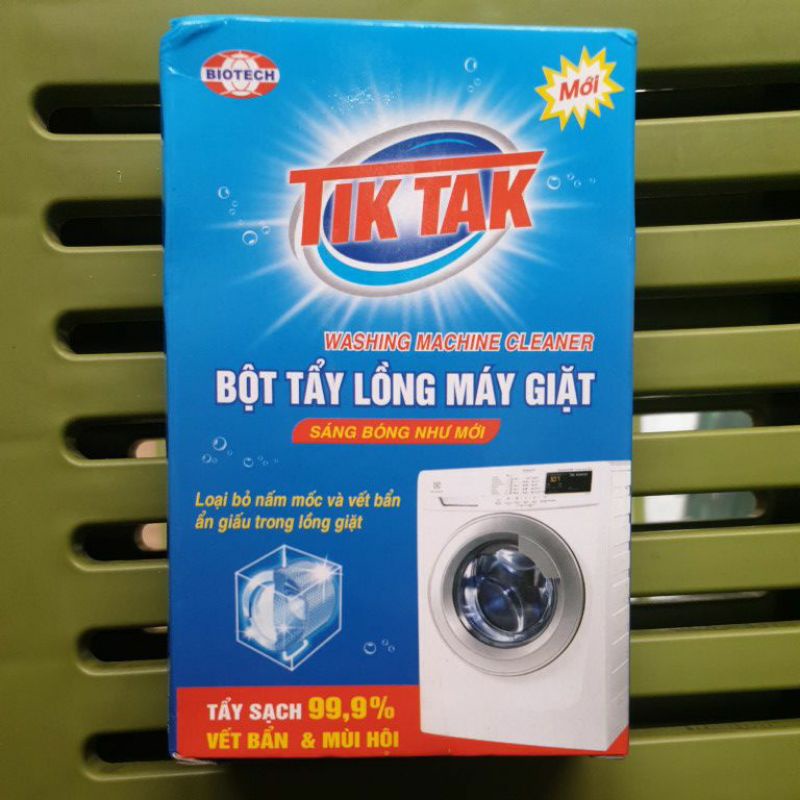 BIOTECH
Mới
TIK TAK
WASHING MACHINE CLEANER
BỘT TẨY LỒNG MÁY GIẶT
SÁNG BÓNG NHƯ MỚI
Loại bỏ nấm mốc và vết bẩn
ẩn giấu trong lồng giặt
TẨY SẠCH 99,9%
VẾT BẨN & MÙI HÔI